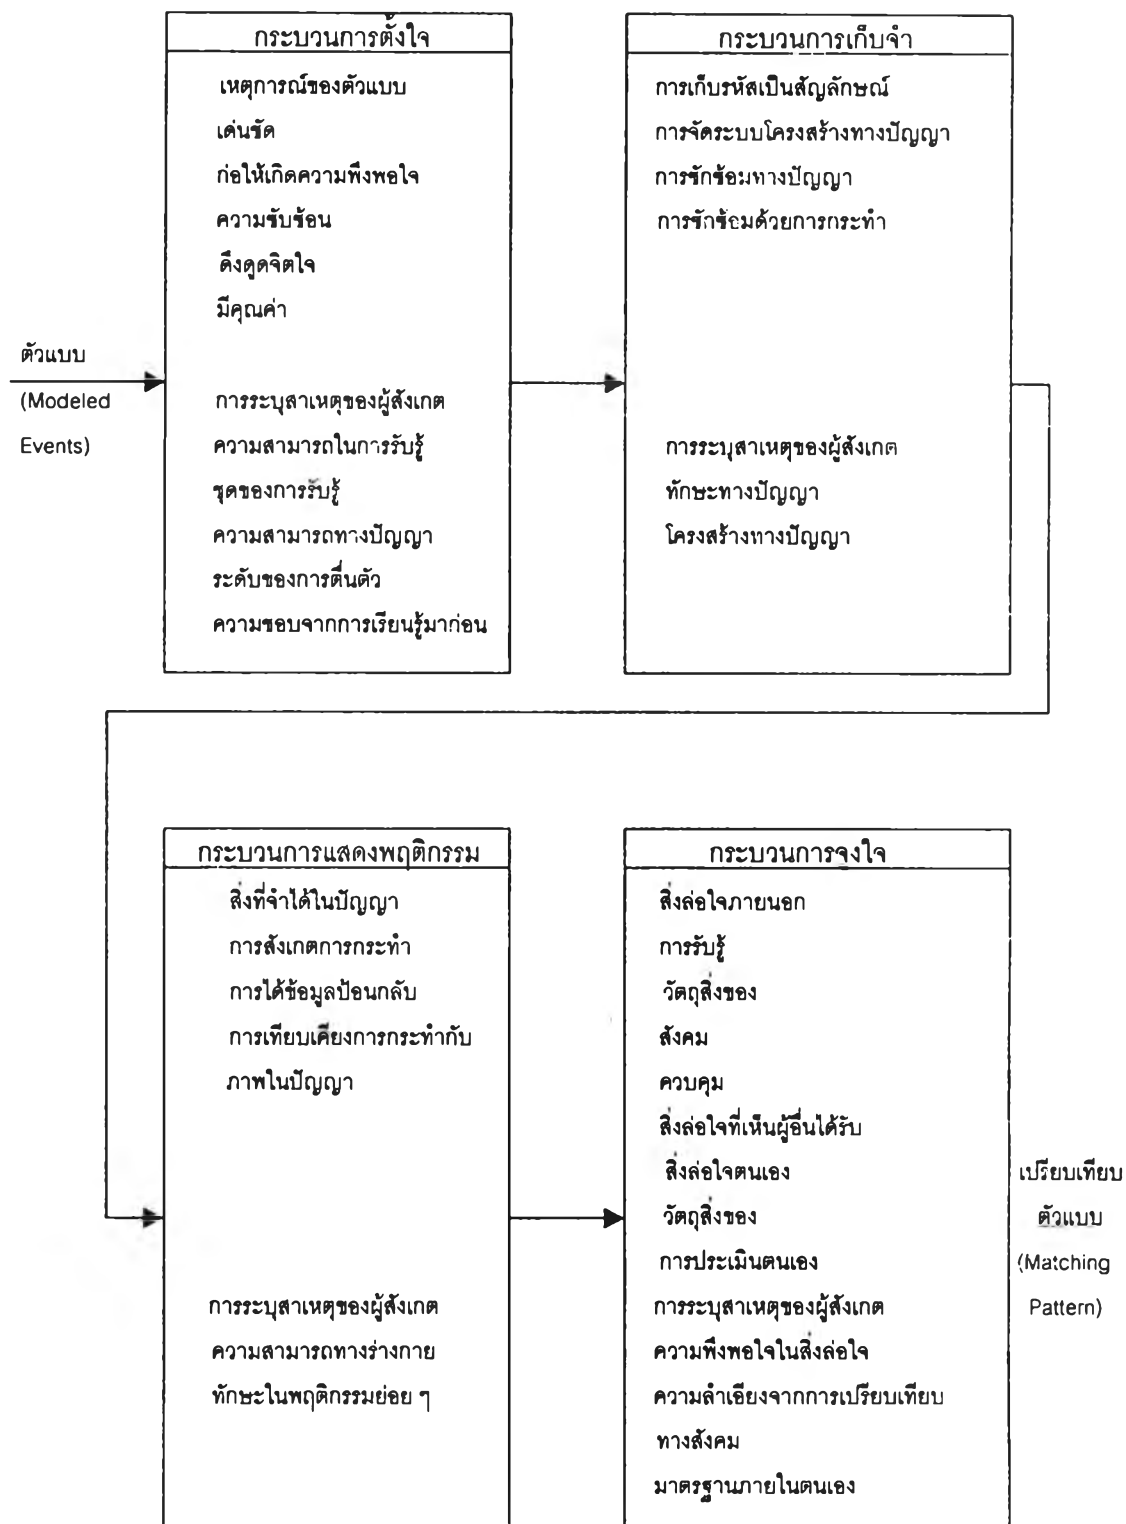 กระบวนการตั้งใจ
เหตุการณ์ของตัวแบบ
เด่นชัด
ก่อให้เกิดความพึงพอใจ
ความซับซ้อน
ดึงดูดจิตใจ
มีคุณค่า
การระบุสาเหตุของผู้สังเกต
ความสามารถในการรับรู้
ชุดของการรับรู้
ความสามารถทางปัญญา
ระดับของการตื่นตัว
ความชอบจากการเรียนรู้มาก่อน
กระบวนการเก็บจำ
การเก็บรหัสเป็นสัญลักษณ์
การจัดระบบโครงสร้างทางปัญญา
การซักซ้อมทางปัญญา
การซักซ้อมด้วยการกระทำ
การระบุสาเหตุของผู้สังเกต
ทักษะทางปัญญา
โครงสร้างทางปัญญา
ตัวแบบ
(Modeled
Events)
กระบวนการแสดงพฤติกรรม
สิ่งที่จำได้ในปัญญา
การสังเกตการกระทำ
การได้ข้อมูลป้อนกลับ
การเทียบเคียงการกระทำกับ
ภาพในปัญญา
การระบุสาเหตุของผู้สังเกต
ความสามารถทางร่างกาย
ทักษะในพฤติกรรมย่อย ๆ
กระบวนการจูงใจ
สิ่งล่อใจภายนอก
การรับรู้
วัตถุสิ่งของ
สังคม
ควบคุม
สิ่งล่อใจที่เห็นผู้อื่นได้รับ
สิ่งล่อใจตนเอง
วัตถุสิ่งของ
การประเมินตนเอง
การระบุสาเหตุของผู้สังเกต
ความพึงพอใจในสิ่งล่อใจ
ความลำเอียงจากการเปรียบเทียบ
ทางสังคม
มาตรฐานภายในตนเอง
เปรียบเทียบ
ตัวแบบ
(Matching
Pattern)